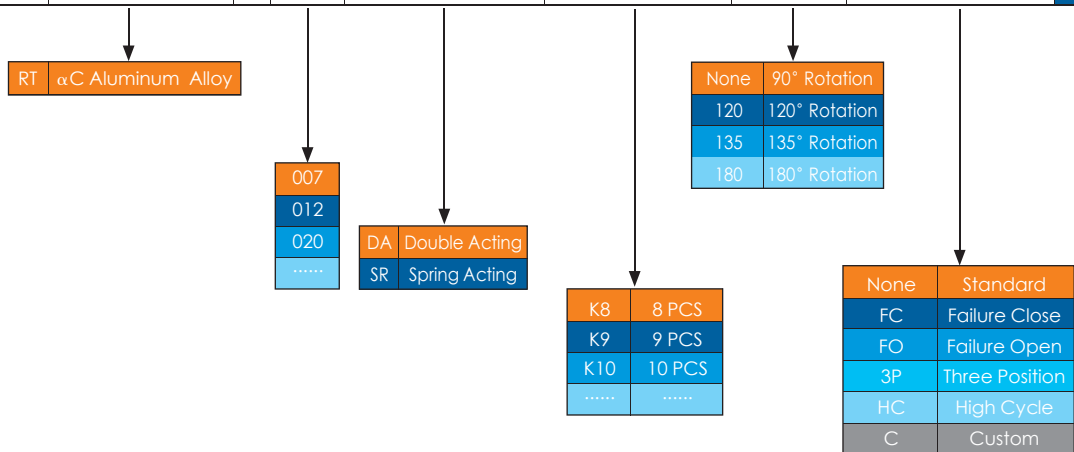 RT αC Aluminum Alloy
007
012
020
......
DA Double Acting
SR Spring Acting
K8 8 PCS
K9 9 PCS
K10 10 PCS
...... ......
None 90° Rotation
120 120° Rotation
135 135° Rotation
180 180° Rotation
None Standard
FC Failure Close
FO Failure Open
3P Three Position
HC High Cycle
C Custom